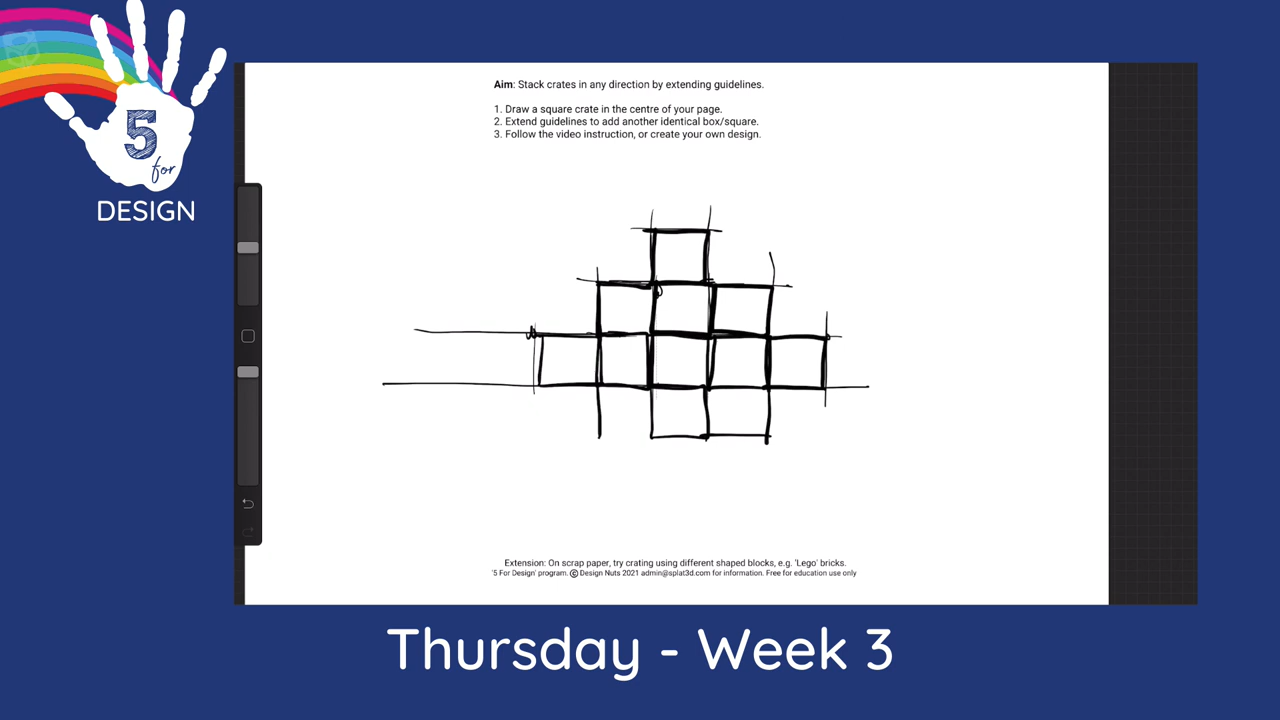 Aim: Stack crates in any direction by extending guidelines.
1. Draw a square crate in the centre of your page.
2. Extend guidelines to add another identical box/square.
3. Follow the video instruction, or create your own design.
5
for
DESIGN
Extension: On scrap paper, try crating using different shaped blocks, e.g. 'Lego' bricks.
'5 For Design' program. © Design Nuts 2021 admin@splat3d.com for information. Free for education use only
Thursday - Week 3